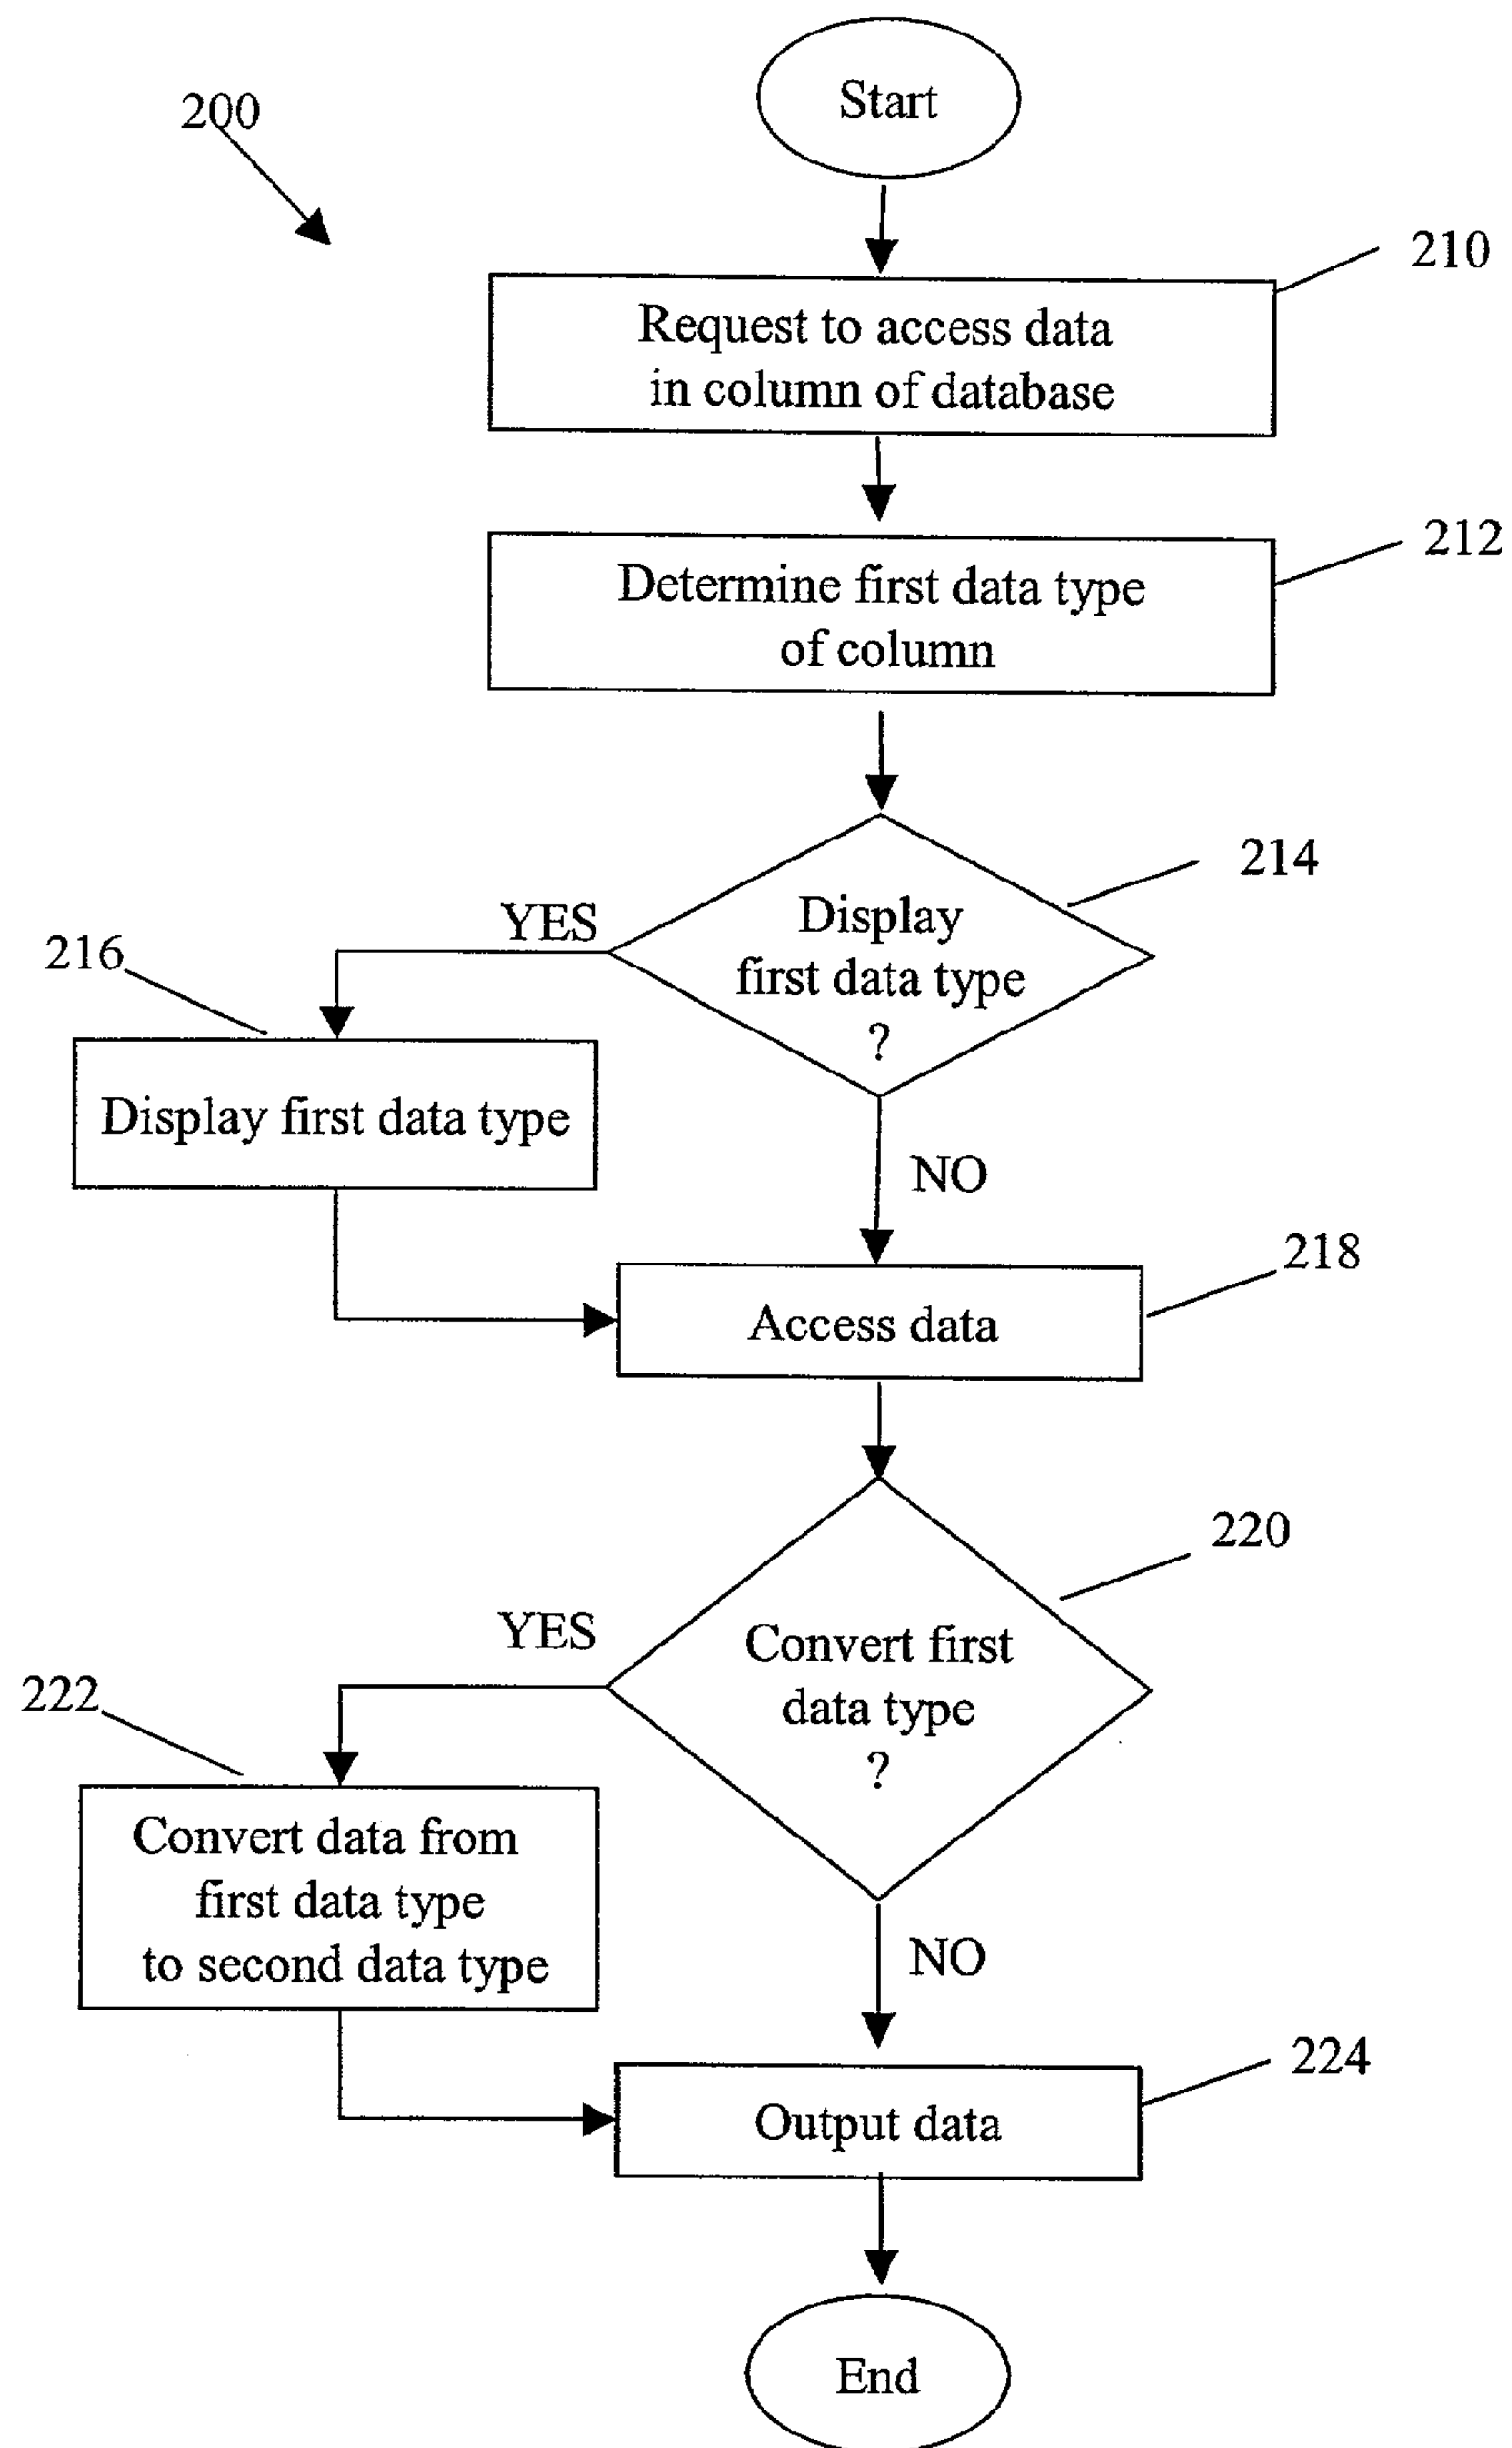 Start
200
210
Request to access data
in column of database
212
Determine first data type
of column
214
Display
first data type
?
YES
216
Display first data type
NO
218
Access data
220
YES
Convert first
data type
?
222
Convert data from
first data type
to second data type
NO
224
Output data
End